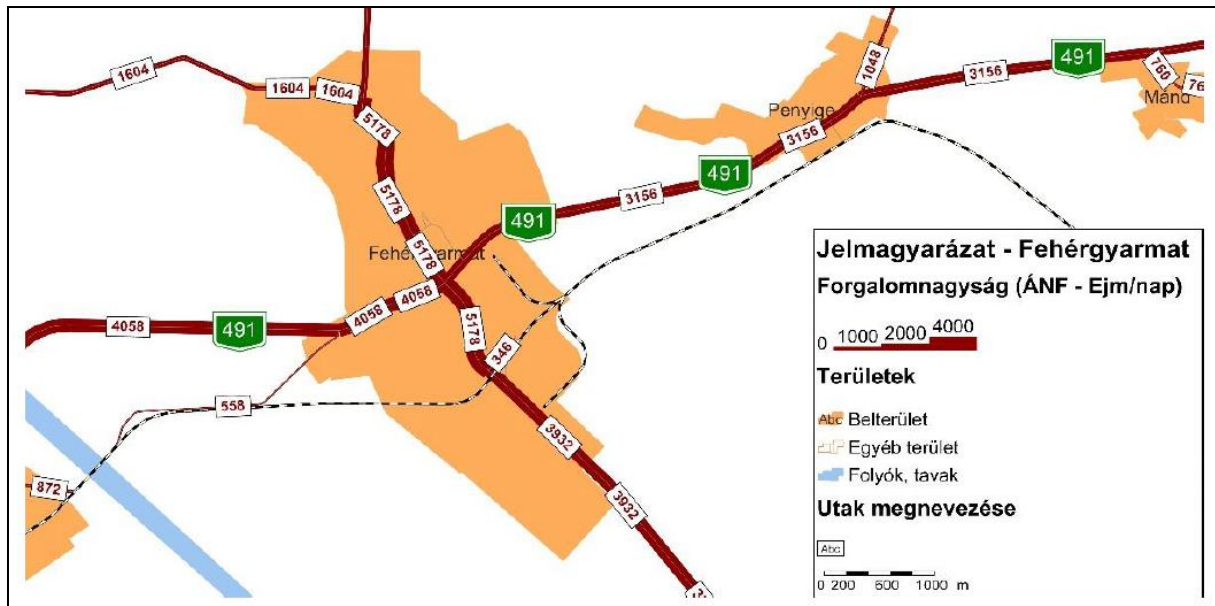 1604
1604
1604
5178
5178
5178
Fehérgyarmat
5178
346
4058
491
4058
4058
558
872
3932
3932
491
3156
491
3156
Penyige
1048
3156
491
760
Mánd
Jelmagyarázat - Fehérgyarmat
Forgalomnagyság (ÁNF - Ejm/nap)
0 1000 2000 4000
Területek
Abc Belterület
Egyéb terület
Folyók, tavak
Utak megnevezése
Abc
0 200 600 1000 m